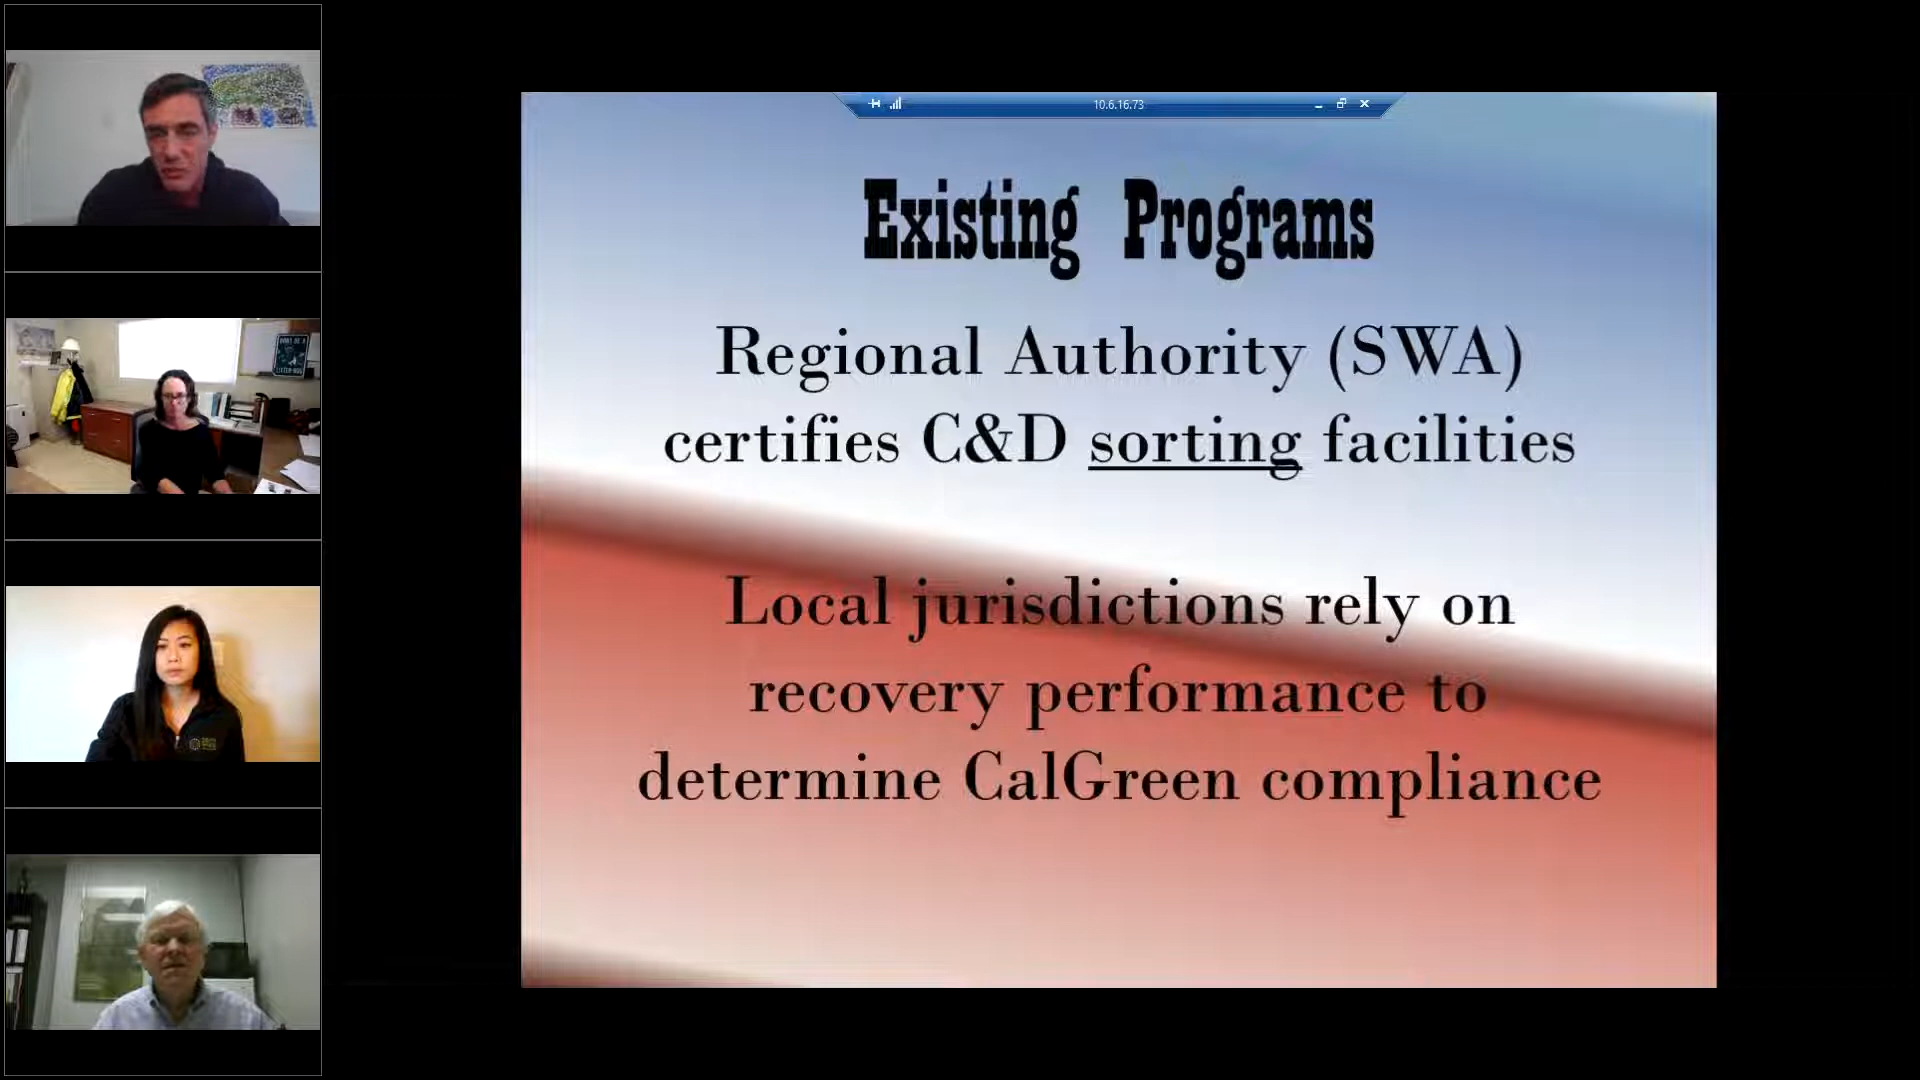 10.6.16.73
Existing Programs
Regional Authority (SWA)
certifies C&D sorting facilities
Local jurisdictions rely on
recovery performance to
determine CalGreen compliance